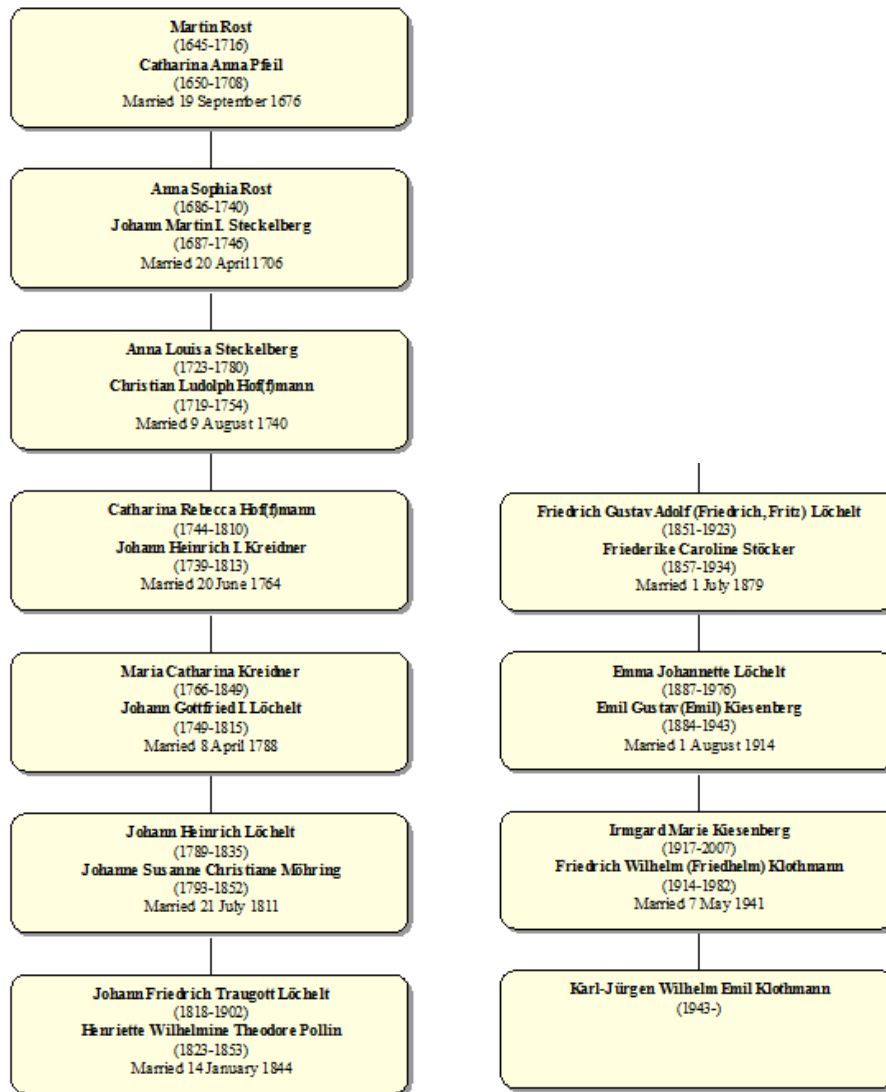 Martin Rost
(1645-1716)
Catharina Anna Pfeil
(1650-1708)
Married 19 September 1676
Anna Sophia Rost
(1686-1740)
Johann Martin I. Steckelberg
(1687-1746)
Married 20 April 1706
Anna Louisa Steckelberg
(1723-1780)
Christian Ludolph Hof(f)mann
(1719-1754)
Married 9 August 1740
Catharina Rebecca Hof(f)mann
(1744-1810)
Johann Heinrich I. Kreidner
(1739-1813)
Married 20 June 1764
Maria Catharina Kreidner
(1766-1849)
Johann Gottfried I. Löchelt
(1749-1815)
Married 8 April 1788
Johann Heinrich Löchelt
(1789-1835)
Johanne Susanne Christiane Möhring
(1793-1852)
Married 21 July 1811
Johann Friedrich Traugott Löchelt
(1818-1902)
Henriette Wilhelmine Theodore Pollin
(1823-1853)
Married 14 January 1844
Friedrich Gustav Adolf (Friedrich, Fritz) Löchelt
(1851-1923)
Friederike Caroline Stöcker
(1857-1934)
Married 1 July 1879
Emma Johannette Löchelt
(1887-1976)
Emil Gustav (Emil) Kiesenberg
(1884-1943)
Married 1 August 1914
Irmgard Marie Kiesenberg
(1917-2007)
Friedrich Wilhelm (Friedhelm) Klothmann
(1914-1982)
Married 7 May 1941
Karl-Jürgen Wilhelm Emil Klothmann
(1943-)